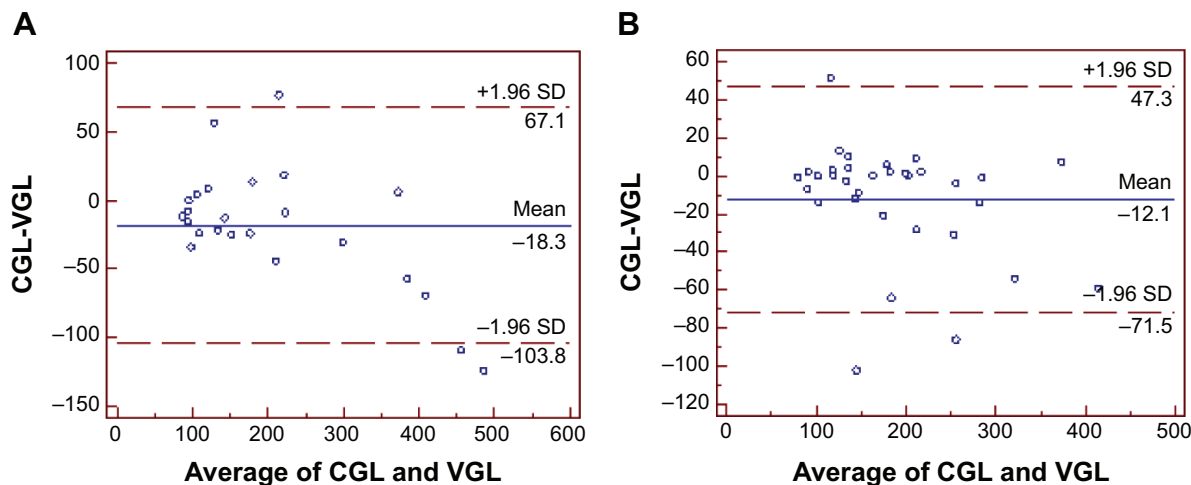 A
100
50
0
−50
−100
−150
CGL-VGL
+1.96 SD
67.1
Mean
−18.3
−1.96 SD
−103.8
0 100 200 300 400 500 600
Average of CGL and VGL
B
60
40
20
0
−20
−40
−60
−80
−100
−120
CGL-VGL
+1.96 SD
47.3
Mean
−12.1
−1.96 SD
−71.5
0 100 200 300 400 500
Average of CGL and VGL